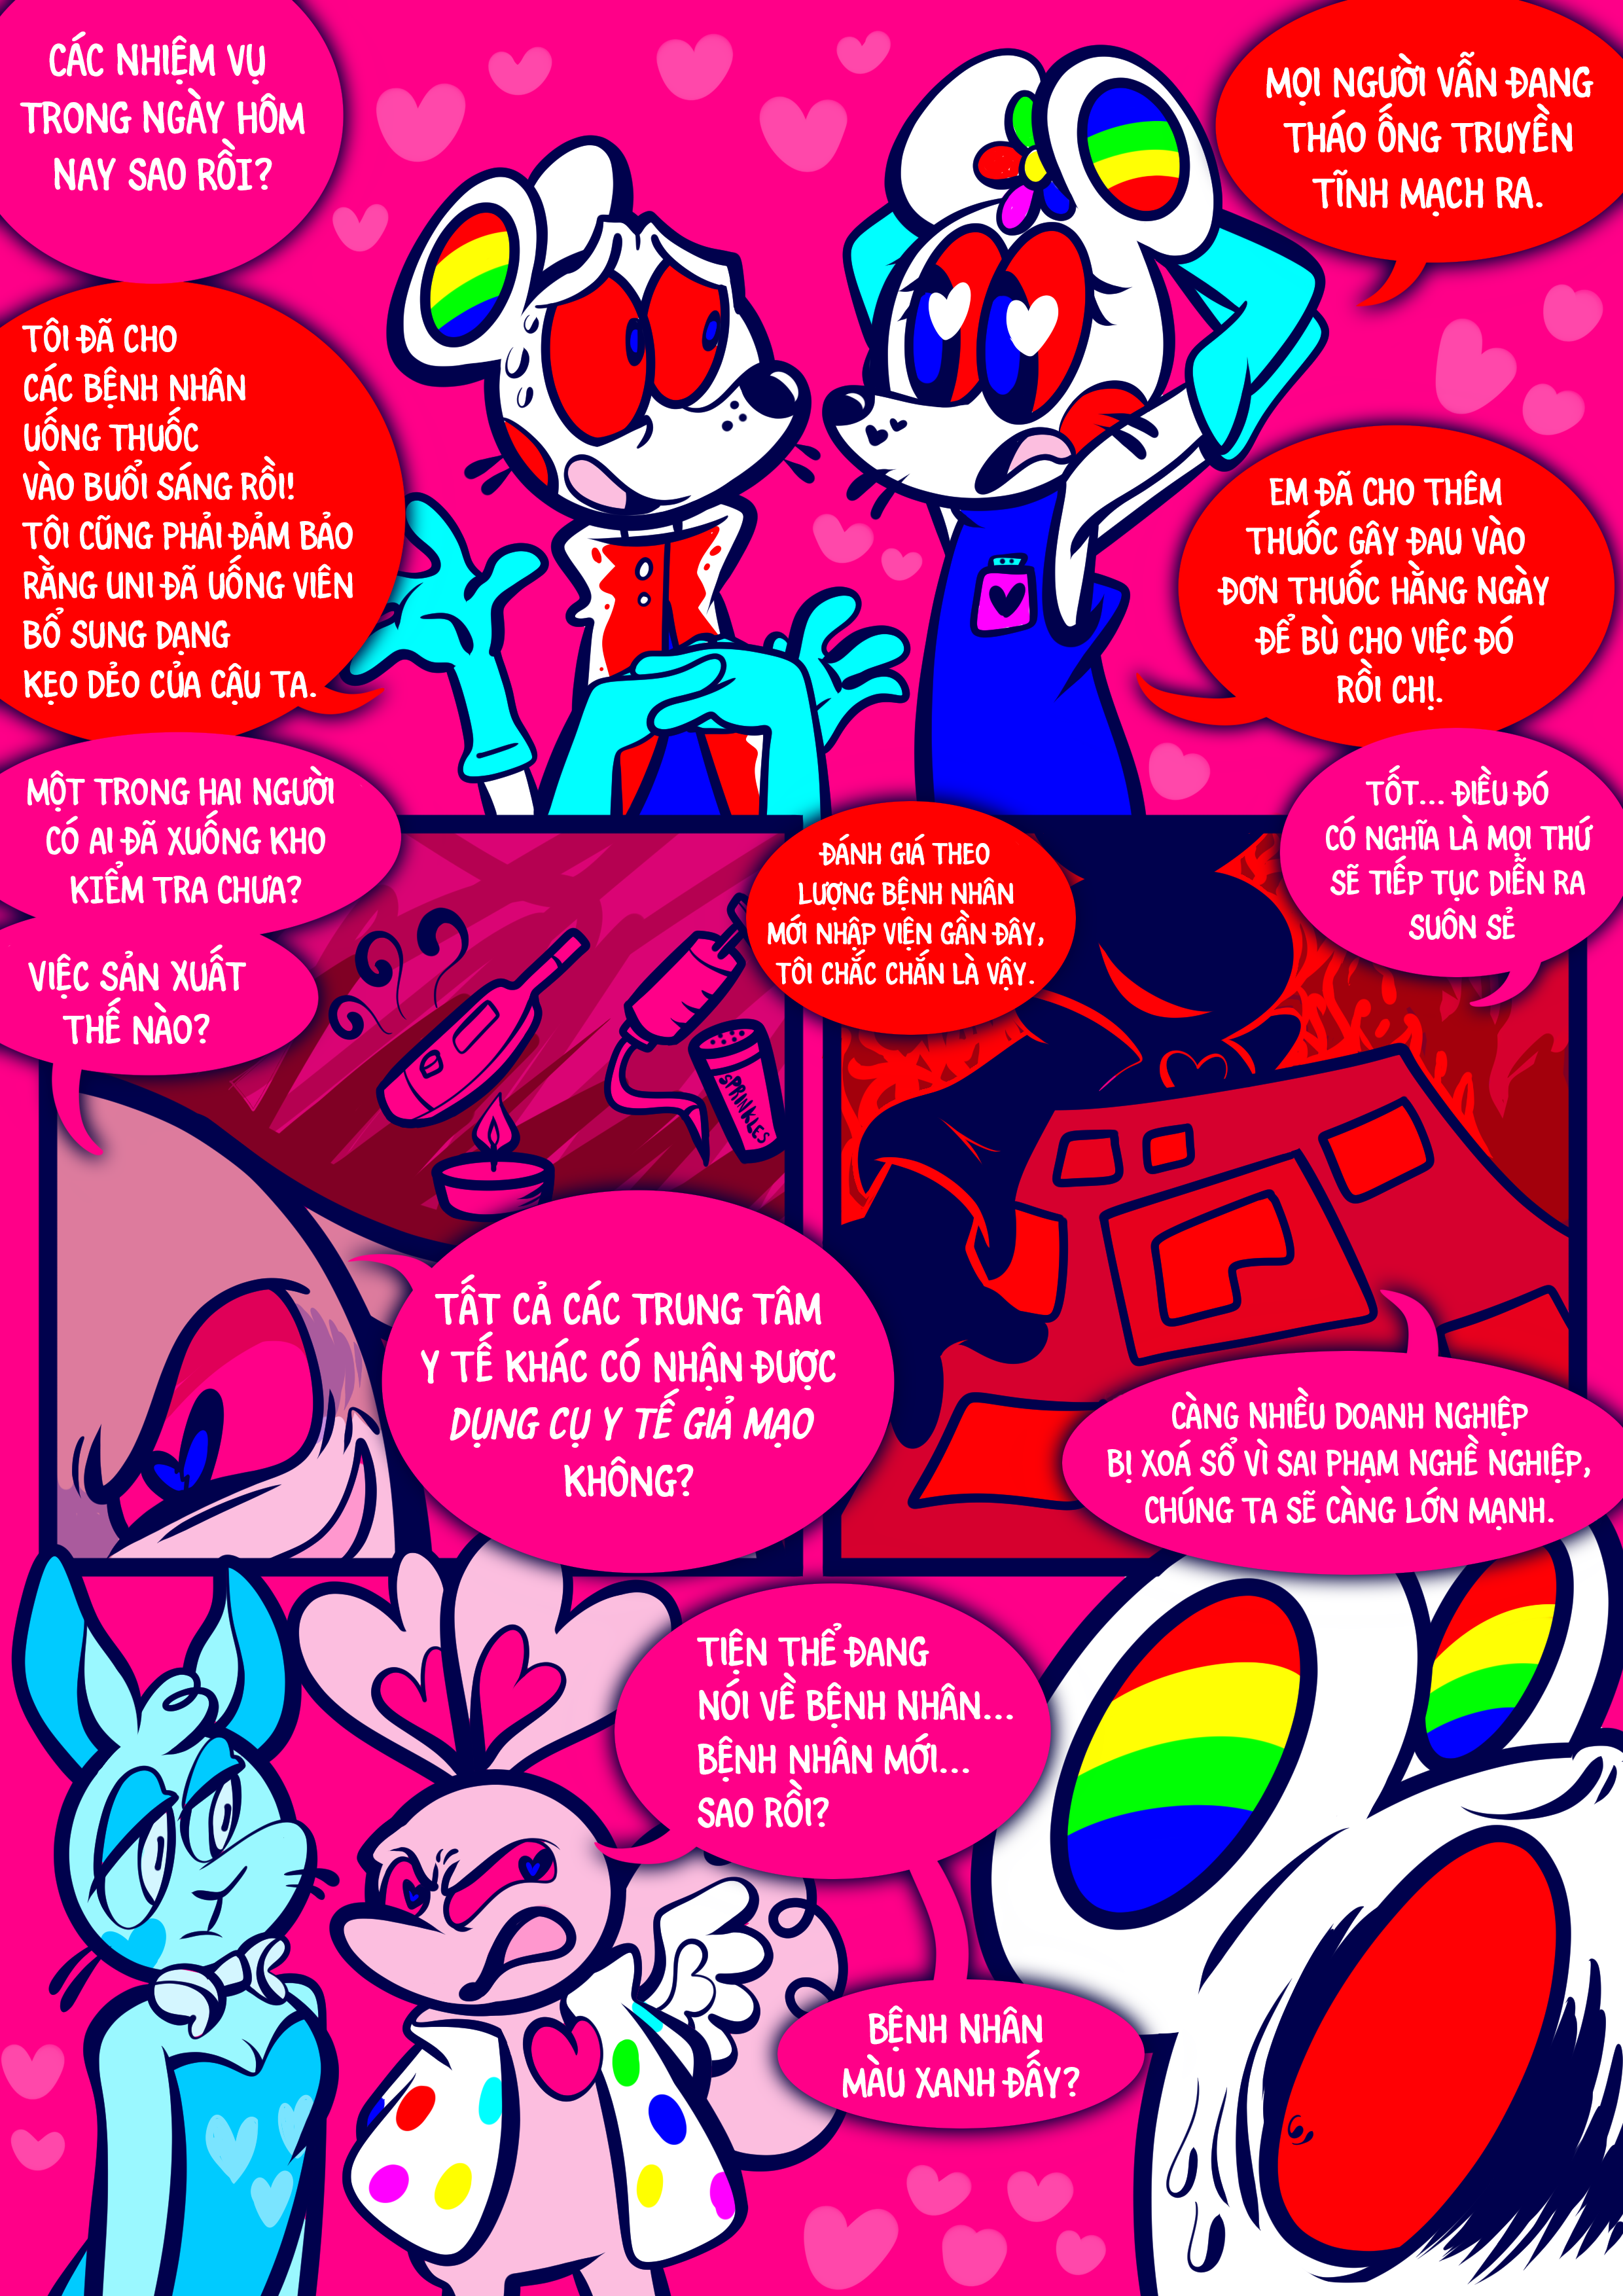 CÁC NHIỆM VỤ
TRONG NGÀY HÔM
NAY SAO RỒI?
MỌI NGƯỜI VẪN ĐANG
THÁO ỐNG TRUYỀN
TĨNH MẠCH RA.
TÔI ĐÃ CHO
CÁC BỆNH NHÂN
UỐNG THUỐC
VÀO BUỔI SÁNG RỒI!
TÔI CŨNG PHẢI ĐẢM BẢO
RẰNG UNI ĐÃ UỐNG VIÊN
BỔ SUNG DẠNG
KẸO DẺO CỦA CẬU TA.
EM ĐÃ CHO THÊM
THUỐC GÂY ĐAU VÀO
ĐƠN THUỐC HẰNG NGÀY
ĐỂ BÙ CHO VIỆC ĐÓ
RỒI CHỊ.
MỘT TRONG HAI NGƯỜI
CÓ AI ĐÃ XUỐNG KHO
KIỂM TRA CHƯA?
VIỆC SẢN XUẤT
THẾ NÀO?
SPRINKLES
TẤT CẢ CÁC TRUNG TÂM
Y TẾ KHÁC CÓ NHẬN ĐƯỢC
DỤNG CỤ Y TẾ GIẢ MẠO
KHÔNG?
ĐÁNH GIÁ THEO
LƯỢNG BỆNH NHÂN
MỚI NHẬP VIỆN GẦN ĐÂY,
TÔI CHẮC CHẮN LÀ VẬY.
TỐT... ĐIỀU ĐÓ
CÓ NGHĨA LÀ MỌI THỨ
SẼ TIẾP TỤC DIỄN RA
SUÔN SẺ
CÀNG NHIỀU DOANH NGHIỆP
BỊ XOÁ SỔ VÌ SAI PHẠM NGHỀ NGHIỆP,
CHÚNG TA SẼ CÀNG LỚN MẠNH.
TIỆN THỂ ĐANG
NÓI VỀ BỆNH NHÂN...
BỆNH NHÂN MỚI...
SAO RỒI?
BỆNH NHÂN
MÀU XANH ĐẤY?